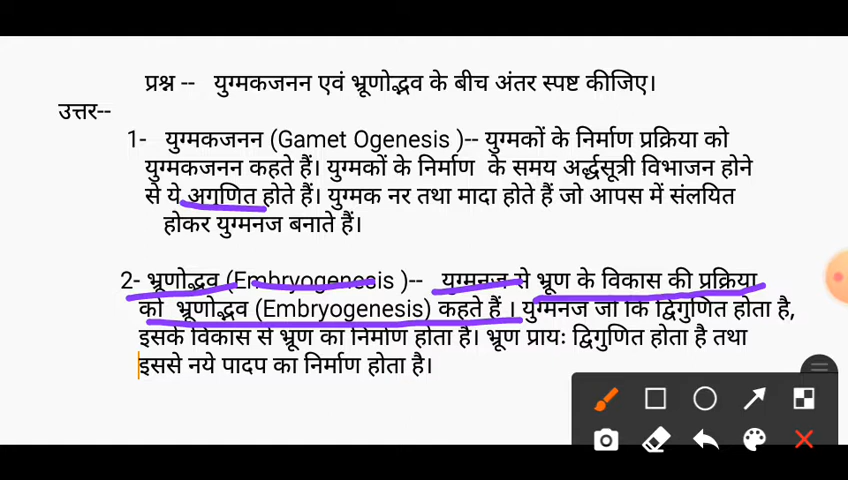 प्रश्न -- युग्मकजनन एवं भ्रूणोद्भव के बीच अंतर स्पष्ट कीजिए।
उत्तर--
1- युग्मकजनन (Gamet Ogenesis )-- युग्मकों के निर्माण प्रक्रिया को
युग्मकजनन कहते हैं। युग्मकों के निर्माण के समय अर्द्धसूत्री विभाजन होने
से ये अगुणित होते हैं। युग्मक नर तथा मादा होते हैं जो आपस में संलयित
होकर युग्मनज बनाते हैं।
2- भ्रूणोद्भव (Embryogenesis )-- युग्मनज से भ्रूण के विकास की प्रक्रिया
को भ्रूणोद्भव (Embryogenesis) कहते हैं । युग्मनज जो कि द्विगुणित होता है,
इसके विकास से भ्रूण का निर्माण होता है। भ्रूण प्रायः द्विगुणित होता है तथा
इससे नये पादप का निर्माण होता है।